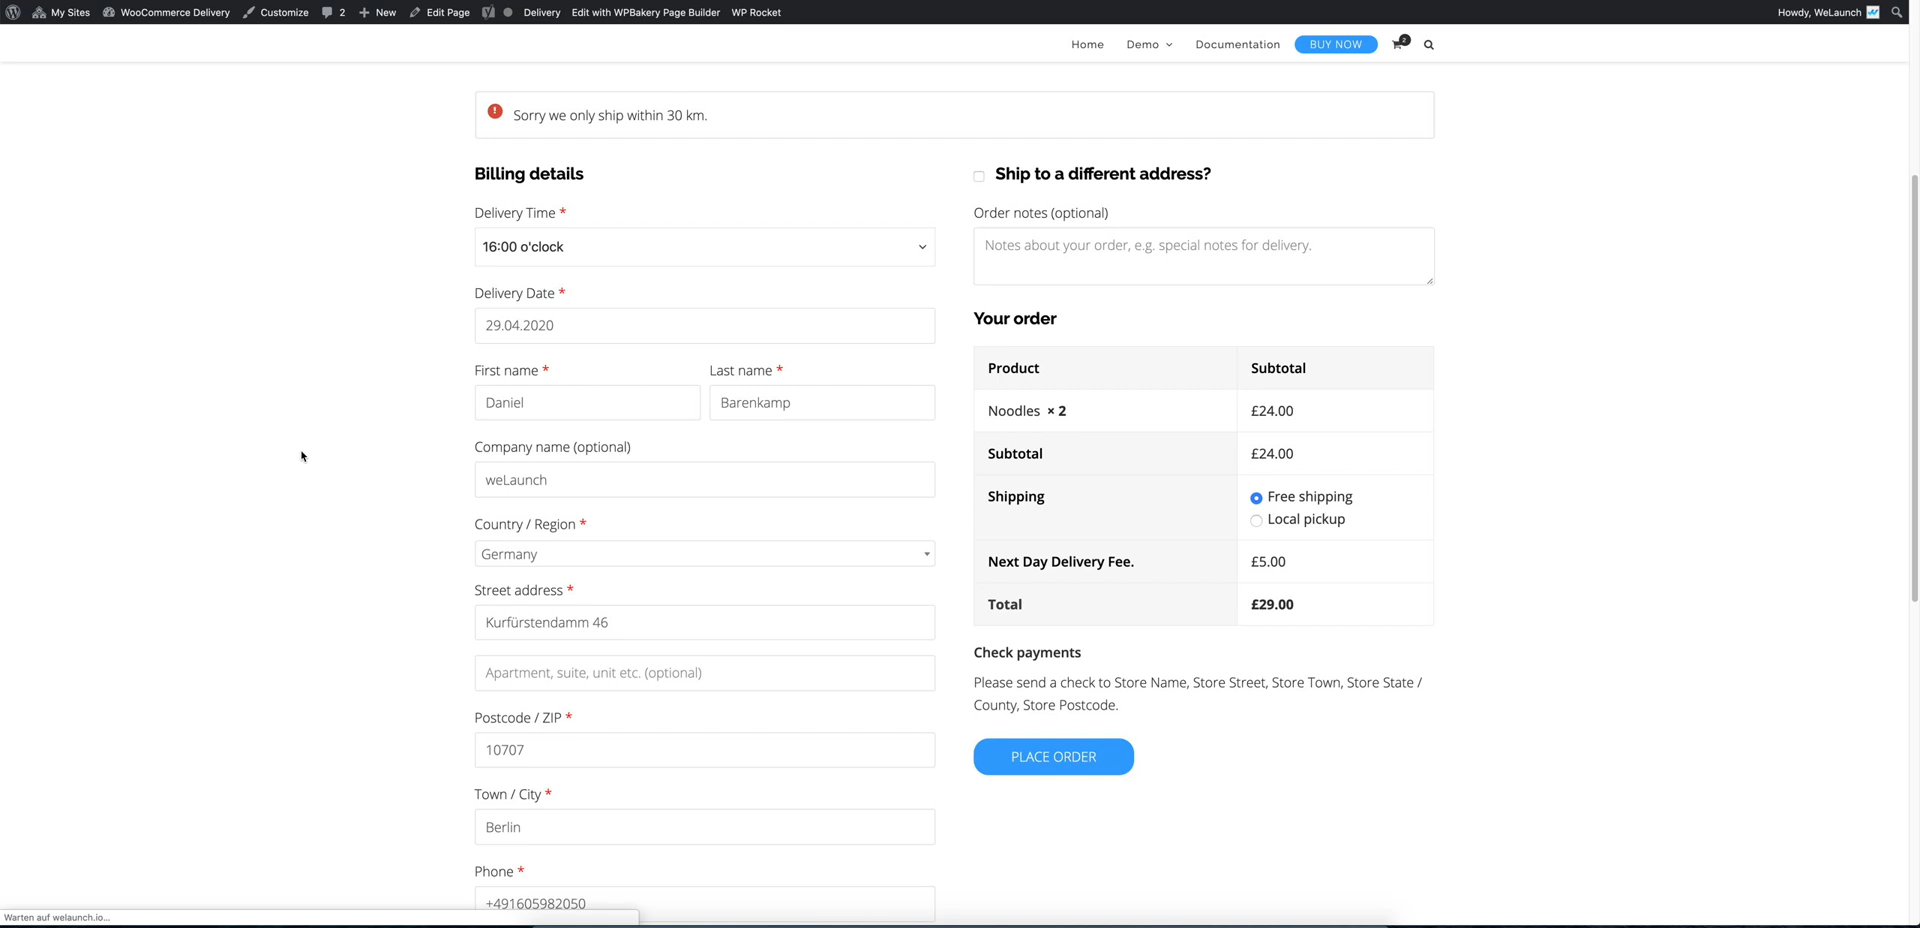 My Sites WooCommerce Delivery Customize 2 New Edit Page Delivery Edit with WPBakery Page Builder WP Rocket Howdy, WeLaunch
Home Demo Documentation BUY NOW 2
Sorry we only ship within 30 km.
Billing details
Delivery Time *
16:00 o'clock
Delivery Date *
29.04.2020
First name * Last name *
Daniel Barenkamp
Company name (optional)
weLaunch
Country / Region *
Germany
Street address *
Kurfürstendamm 46
Apartment, suite, unit etc. (optional)
Postcode / ZIP *
10707
Town / City *
Berlin
Phone *
+491605982050
Ship to a different address?
Order notes (optional)
Notes about your order, e.g. special notes for delivery.
Your order
Product Subtotal
Noodles × 2 £24.00
Subtotal £24.00
Shipping Free shipping
Local pickup
Next Day Delivery Fee. £5.00
Total £29.00
Check payments
Please send a check to Store Name, Store Street, Store Town, Store State /
County, Store Postcode.
PLACE ORDER
Warten auf welaunch.io...